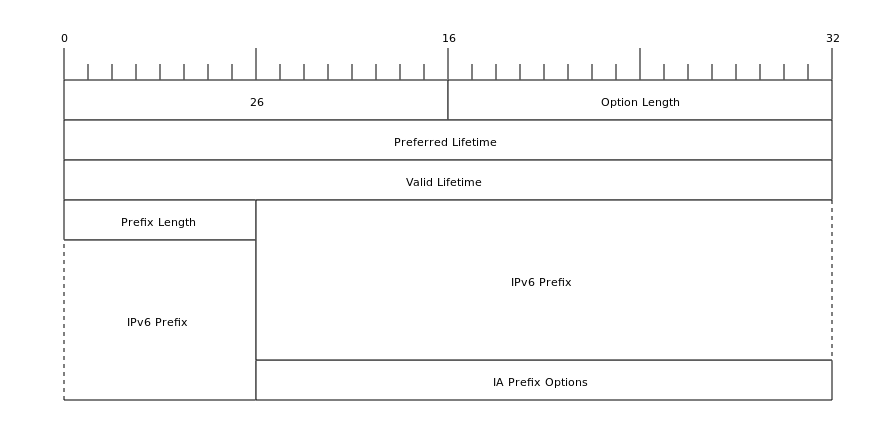 0 16 32
26 Option Length
Preferred Lifetime
Valid Lifetime
Prefix Length
IPv6 Prefix
IPv6 Prefix
IA Prefix Options